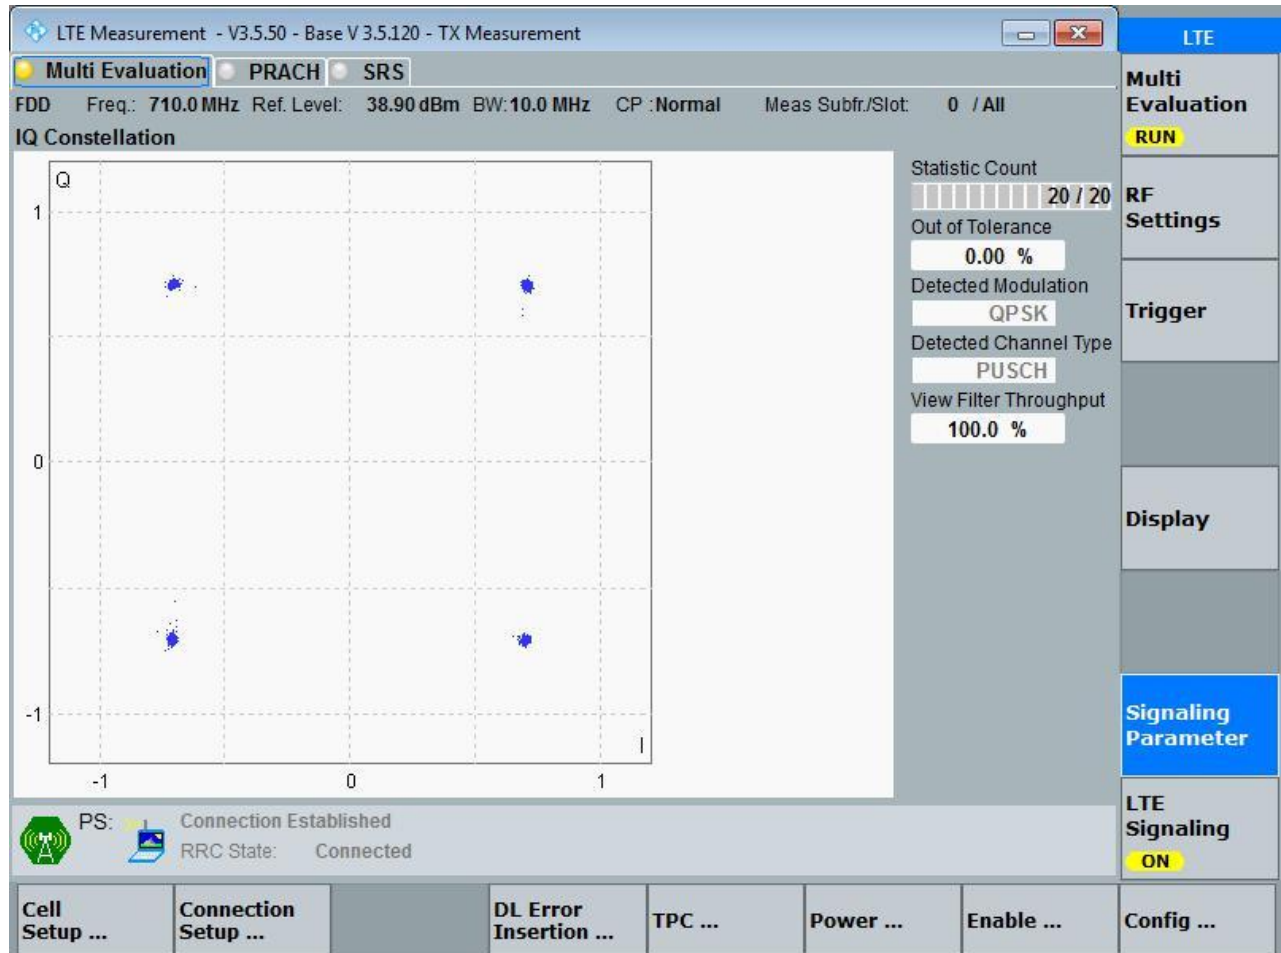 LTE Measurement - V3.5.50 - Base V 3.5.120 - TX Measurement
LTE
Multi Evaluation PRACH SRS
FDD Freq.: 710.0 MHz Ref. Level: 38.90 dBm BW: 10.0 MHz CP : Normal Meas Subfr./Slot: 0 / All
IQ Constellation
Q
1
0
-1
I
-1 0 1
Statistic Count
20 / 20
Out of Tolerance
0.00 %
Detected Modulation
QPSK
Detected Channel Type
PUSCH
View Filter Throughput
100.0 %
Multi
Evaluation
RUN
RF
Settings
Trigger
Display
Signaling
Parameter
LTE
Signaling
ON
PS: Connection Established
RRC State: Connected
Cell
Setup ...
Connection
Setup ...
DL Error
Insertion ...
TPC ...
Power ...
Enable ...
Config ...